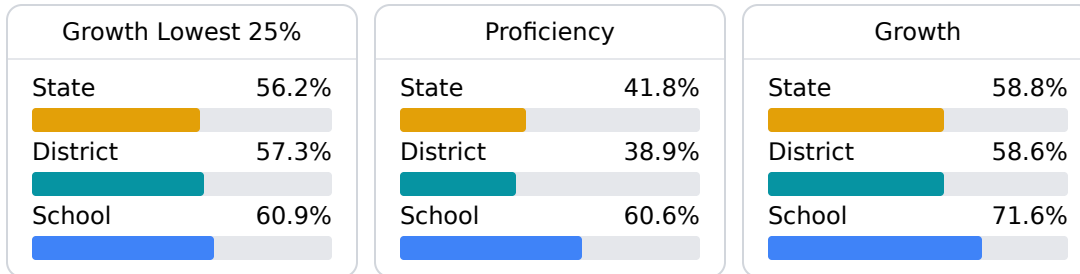 Growth Lowest 25%
State 56.2%
District 57.3%
School 60.9%
Proficiency
State 41.8%
District 38.9%
School 60.6%
Growth
State 58.8%
District 58.6%
School 71.6%